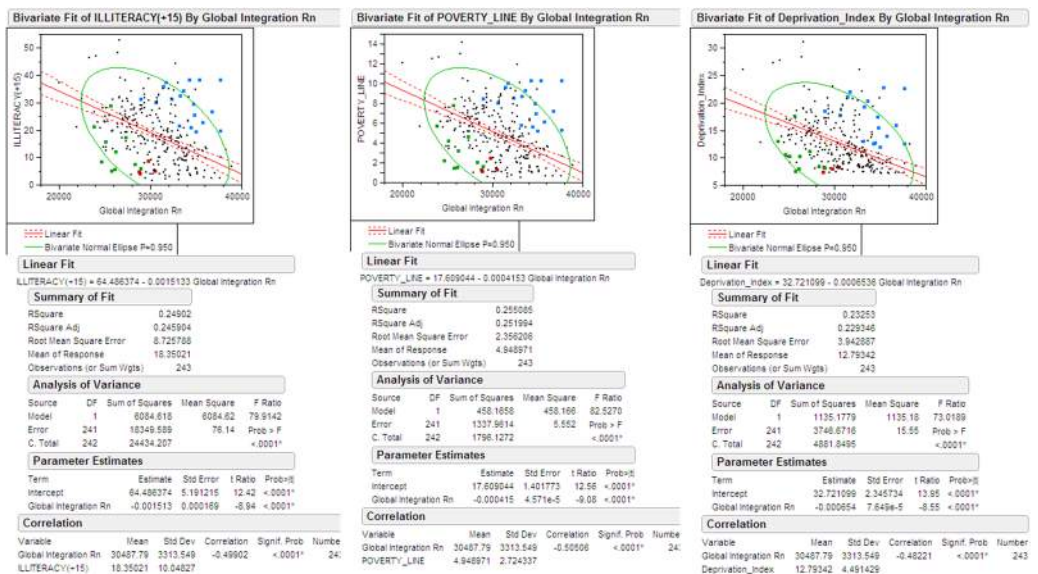 Bivariate Fit of ILLITERACY(+15) By Global Integration Rn
50
40
30
20
10
0
ILLITERACY(+15)
20000 30000 40000
Global Integration Rn
Linear Fit
Bivariate Normal Ellipse P=0.950
Linear Fit
ILLITERACY(+15) = 64.486374 - 0.0015133 Global Integration Rn
Summary of Fit
RSquare 0.24902
RSquare Adj 0.245904
Root Mean Square Error 8.725788
Mean of Response 18.35021
Observations (or Sum Wgts) 243
Analysis of Variance
Source DF Sum of Squares Mean Square F Ratio
Model 1 6084.618 6084.62 79.9142
Error 241 18349.589 76.14 Prob > F
C. Total 242 24434.207 <.0001*
Parameter Estimates
Term Estimate Std Error t Ratio Prob>|t|
Intercept 64.486374 5.191215 12.42 <.0001*
Global Integration Rn -0.001513 0.000169 -8.94 <.0001*
Correlation
Variable Mean Std Dev Correlation Signif. Prob Number
Global Integration Rn 30487.79 3313.549 -0.49902 <.0001* 24
ILLITERACY(+15) 18.35021 10.04827
Bivariate Fit of POVERTY_LINE By Global Integration Rn
14
12
10
8
6
4
2
0
POVERTY_LINE
20000 30000 40000
Global Integration Rn
Linear Fit
Bivariate Normal Ellipse P=0.950
Linear Fit
POVERTY_LINE = 17.609044 - 0.0004153 Global Integration Rn
Summary of Fit
RSquare 0.255085
RSquare Adj 0.251994
Root Mean Square Error 2.356206
Mean of Response 4.948971
Observations (or Sum Wgts) 243
Analysis of Variance
Source DF Sum of Squares Mean Square F Ratio
Model 1 458.1658 458.166 82.5270
Error 241 1337.9614 5.552 Prob > F
C. Total 242 1796.1272 <.0001*
Parameter Estimates
Term Estimate Std Error t Ratio Prob>|t|
Intercept 17.609044 1.401773 12.56 <.0001*
Global Integration Rn -0.000415 4.571e-5 -9.08 <.0001*
Correlation
Variable Mean Std Dev Correlation Signif. Prob Numbe
Global Integration Rn 30487.79 3313.549 -0.50506 <.0001* 24
POVERTY_LINE 4.948971 2.724337
Bivariate Fit of Deprivation_Index By Global Integration Rn
30
25
20
15
10
5
Deprivation_Index
20000 30000 40000
Global Integration Rn
Linear Fit
Bivariate Normal Ellipse P=0.950
Linear Fit
Deprivation_Index = 32.721099 - 0.0006536 Global Integration Rn
Summary of Fit
RSquare 0.23253
RSquare Adj 0.229346
Root Mean Square Error 3.942887
Mean of Response 12.79342
Observations (or Sum Wgts) 243
Analysis of Variance
Source DF Sum of Squares Mean Square F Ratio
Model 1 1135.1779 1135.18 73.0189
Error 241 3746.6716 15.55 Prob > F
C. Total 242 4881.8495 <.0001*
Parameter Estimates
Term Estimate Std Error t Ratio Prob>|t|
Intercept 32.721099 2.345734 13.95 <.0001*
Global Integration Rn -0.000654 7.649e-5 -8.55 <.0001*
Correlation
Variable Mean Std Dev Correlation Signif. Prob Number
Global Integration Rn 30487.79 3313.549 -0.48221 <.0001* 243
Deprivation_Index 12.79342 4.491429